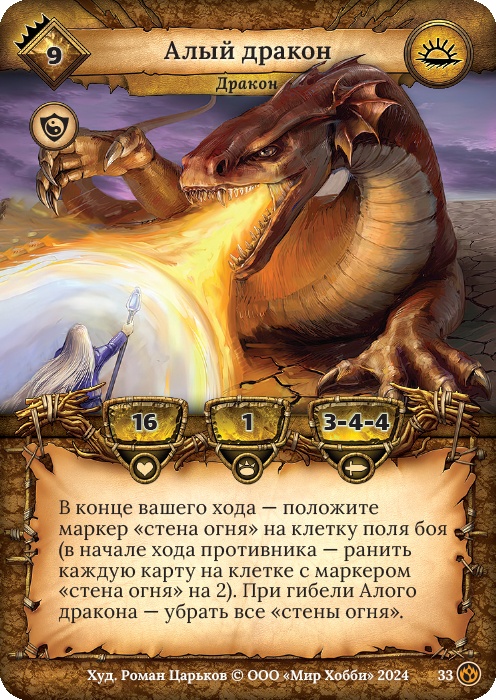 9
Алый дракон
Дракон
16
1
3-4-4
В конце вашего хода — положите
маркер «стена огня» на клетку поля боя
(в начале хода противника — ранить
каждую карту на клетке с маркером
«стена огня» на 2). При гибели Алого
дракона — убрать все «стены огня».
Худ. Роман Царьков © ООО «Мир Хобби» 2024
33